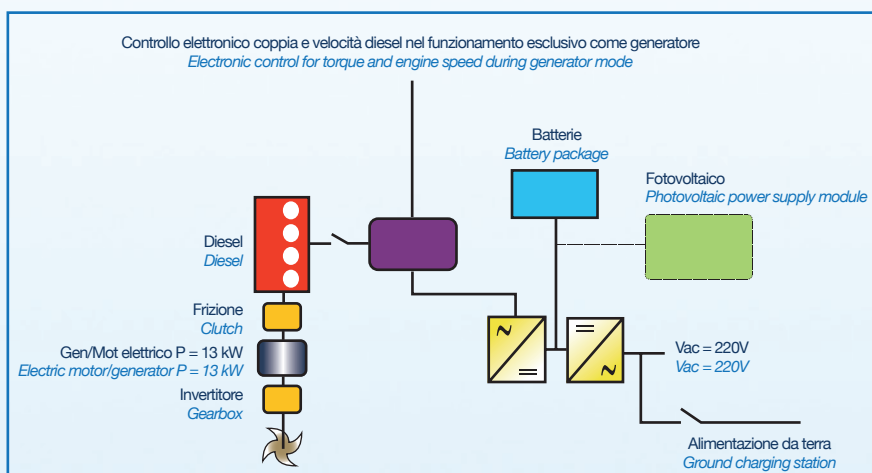 Controllo elettronico coppia e velocità diesel nel funzionamento esclusivo come generatore
Electronic control for torque and engine speed during generator mode
Batterie
Battery package
Fotovoltaico
Photovoltaic power supply module
Diesel
Diesel
Frizione
Clutch
Gen/Mot elettrico P = 13 kW
Electric motor/generator P = 13 kW
Invertitore
Gearbox
Vac = 220V
Vac = 220V
Alimentazione da terra
Ground charging station